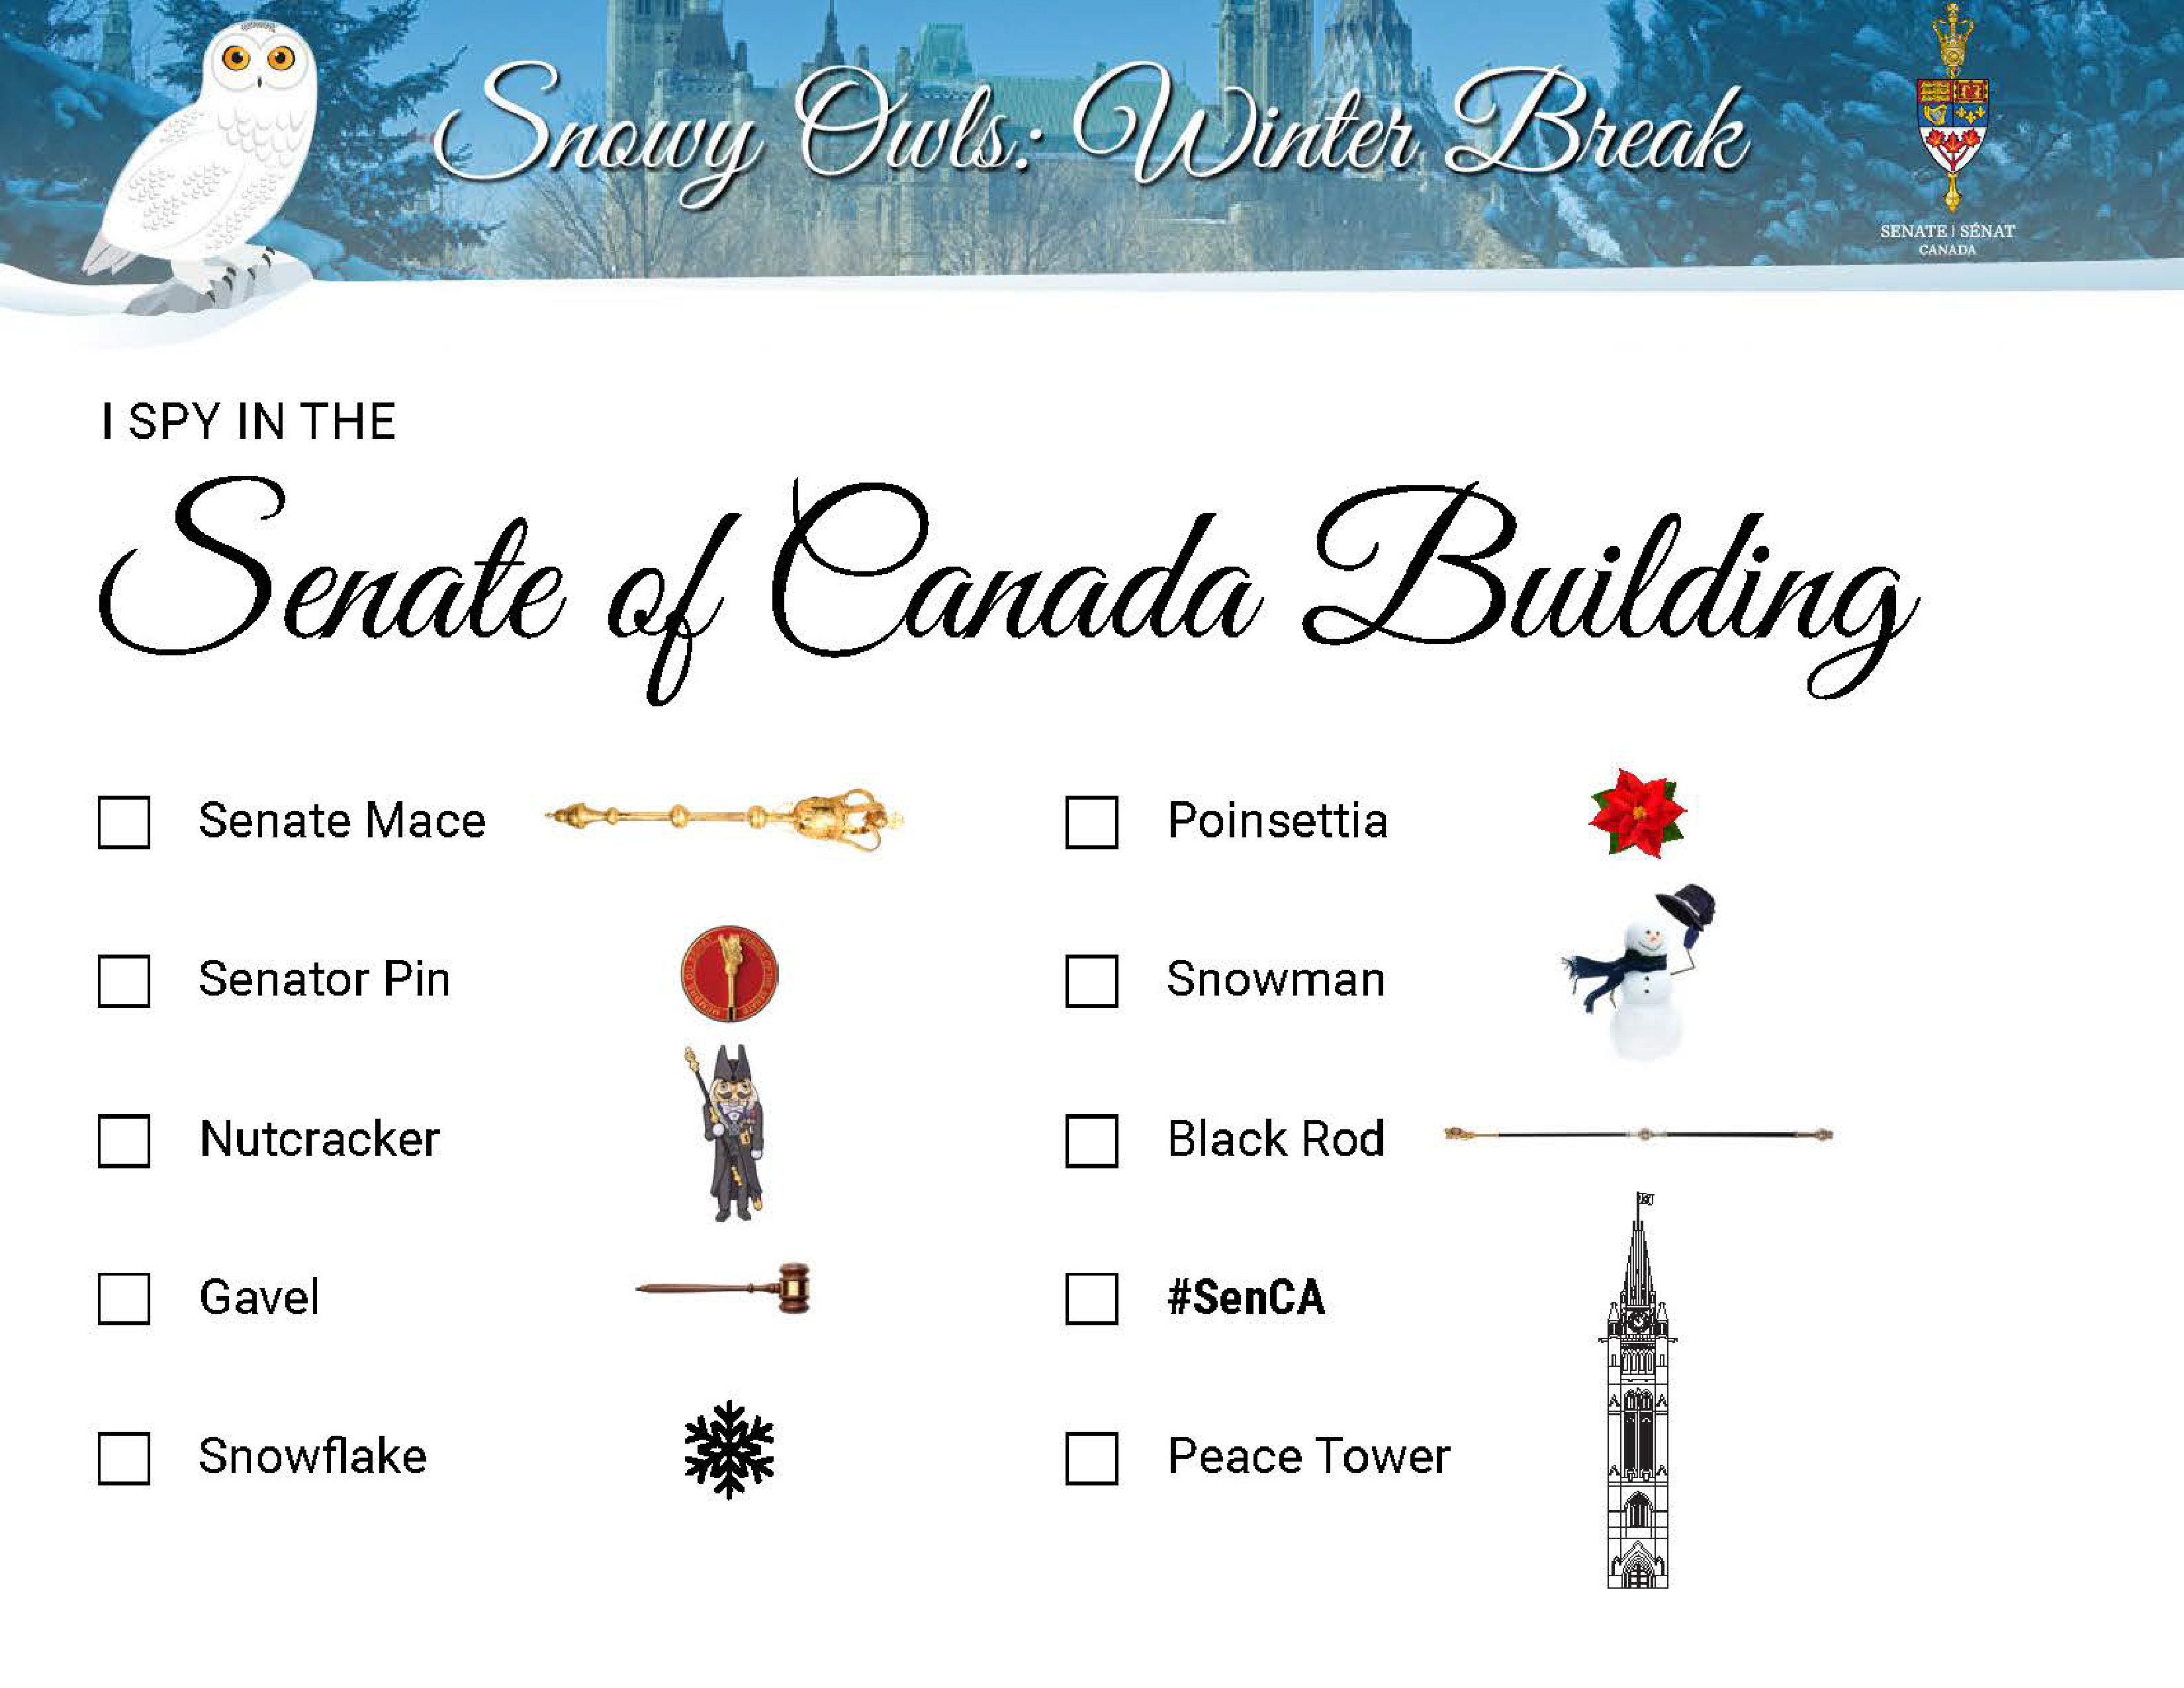 Snowy Owls: Winter Break
SENATE | SÉNAT
CANADA
I SPY IN THE
Senate of Canada Building
Senate Mace
Senator Pin
Nutcracker
Gavel
Snowflake
Poinsettia
Snowman
Black Rod
#SenCA
Peace Tower